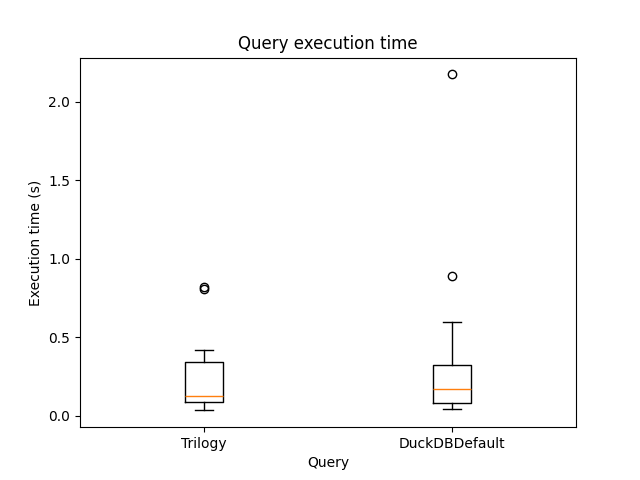 Query execution time
Execution time (s)
2.0
1.5
1.0
0.5
0.0
Trilogy
DuckDBDefault
Query